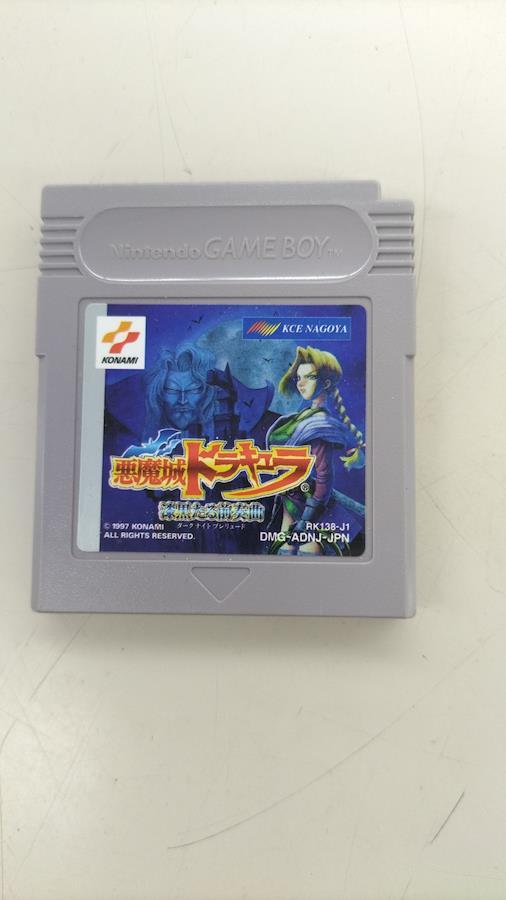 Nintendo GAME BOY™
KONAMI
KCE NAGOYA
悪魔城ドラキュラ®
漆黒たる前奏曲
ダークナイトプレリュード
© 1997 KONAMI
ALL RIGHTS RESERVED.
RK138-J1
DMG-ADNJ-JPN